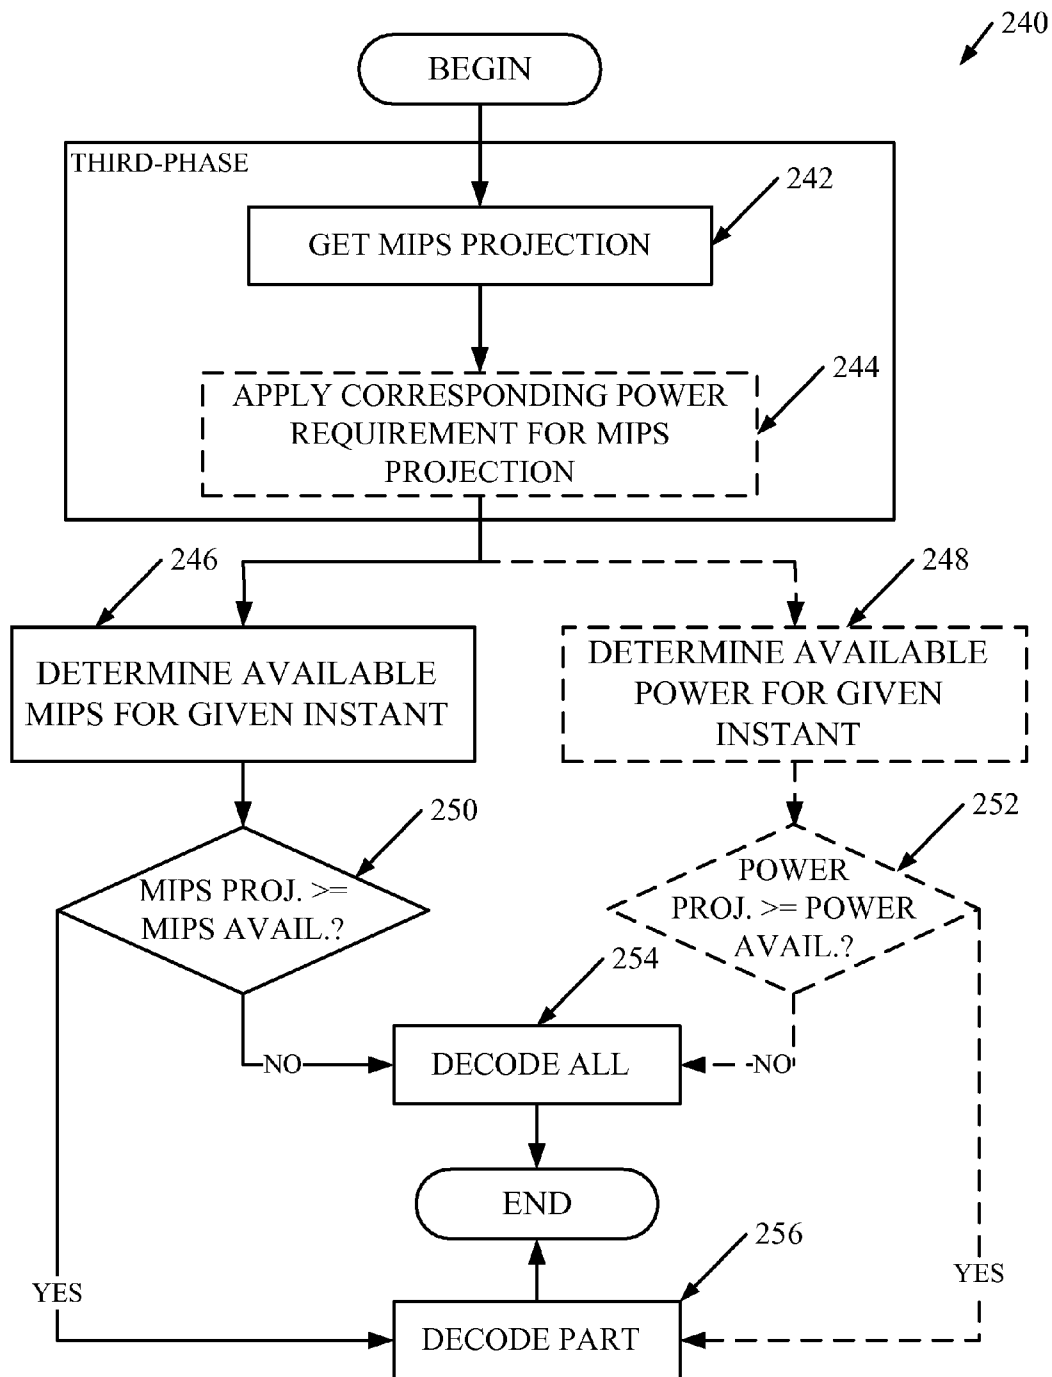 240
BEGIN
THIRD-PHASE
242
GET MIPS PROJECTION
244
APPLY CORRESPONDING POWER
REQUIREMENT FOR MIPS
PROJECTION
246
248
DETERMINE AVAILABLE
MIPS FOR GIVEN INSTANT
DETERMINE AVAILABLE
POWER FOR GIVEN
INSTANT
250
252
MIPS PROJ. >=
MIPS AVAIL.?
POWER
PROJ. >= POWER
AVAIL.?
254
NO
DECODE ALL
NO
END
256
YES
YES
DECODE PART